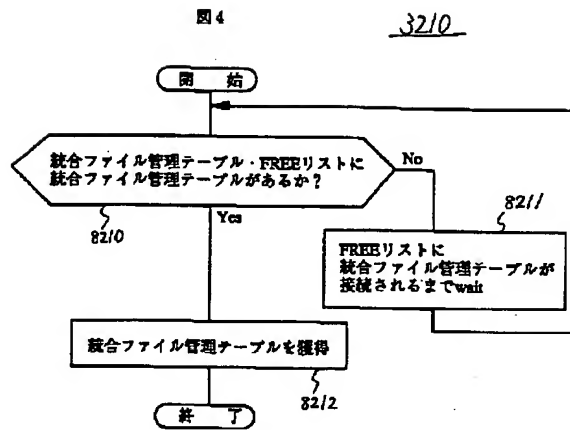 図4
3210
開 始
統合ファイル管理テーブル・FREEリストに
統合ファイル管理テーブルがあるか?
No
8210
Yes
8211
FREEリストに
統合ファイル管理テーブルが
接続されるまでwait
統合ファイル管理テーブルを獲得
8212
終 了